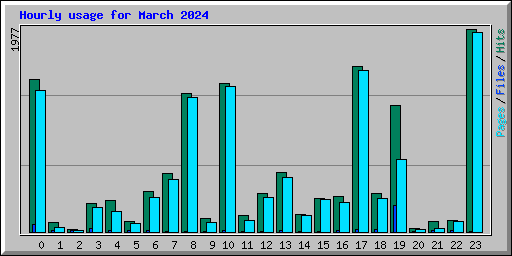 Hourly usage for March 2024
1977
Pages/Files/Hits
0 1 2 3 4 5 6 7 8 9 10 11 12 13 14 15 16 17 18 19 20 21 22 23